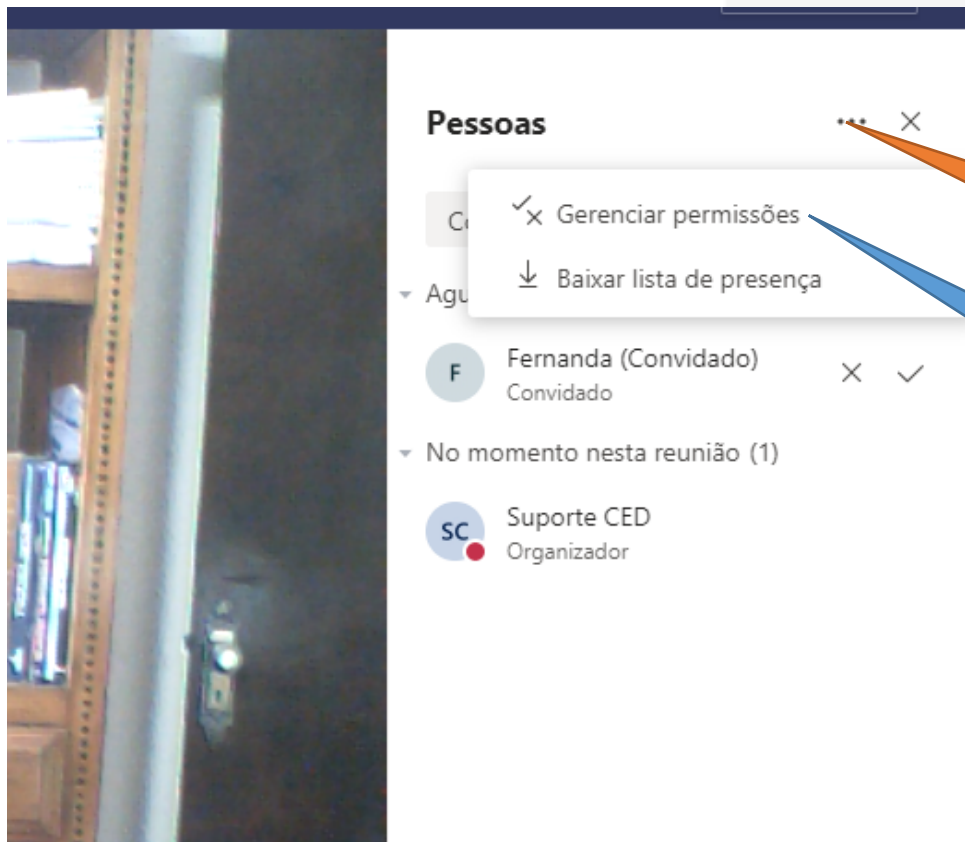 Pessoas
Gerenciar permissões
Baixar lista de presença
F
Fernanda (Convidado)
Convidado
No momento nesta reunião (1)
SC
Suporte CED
Organizador